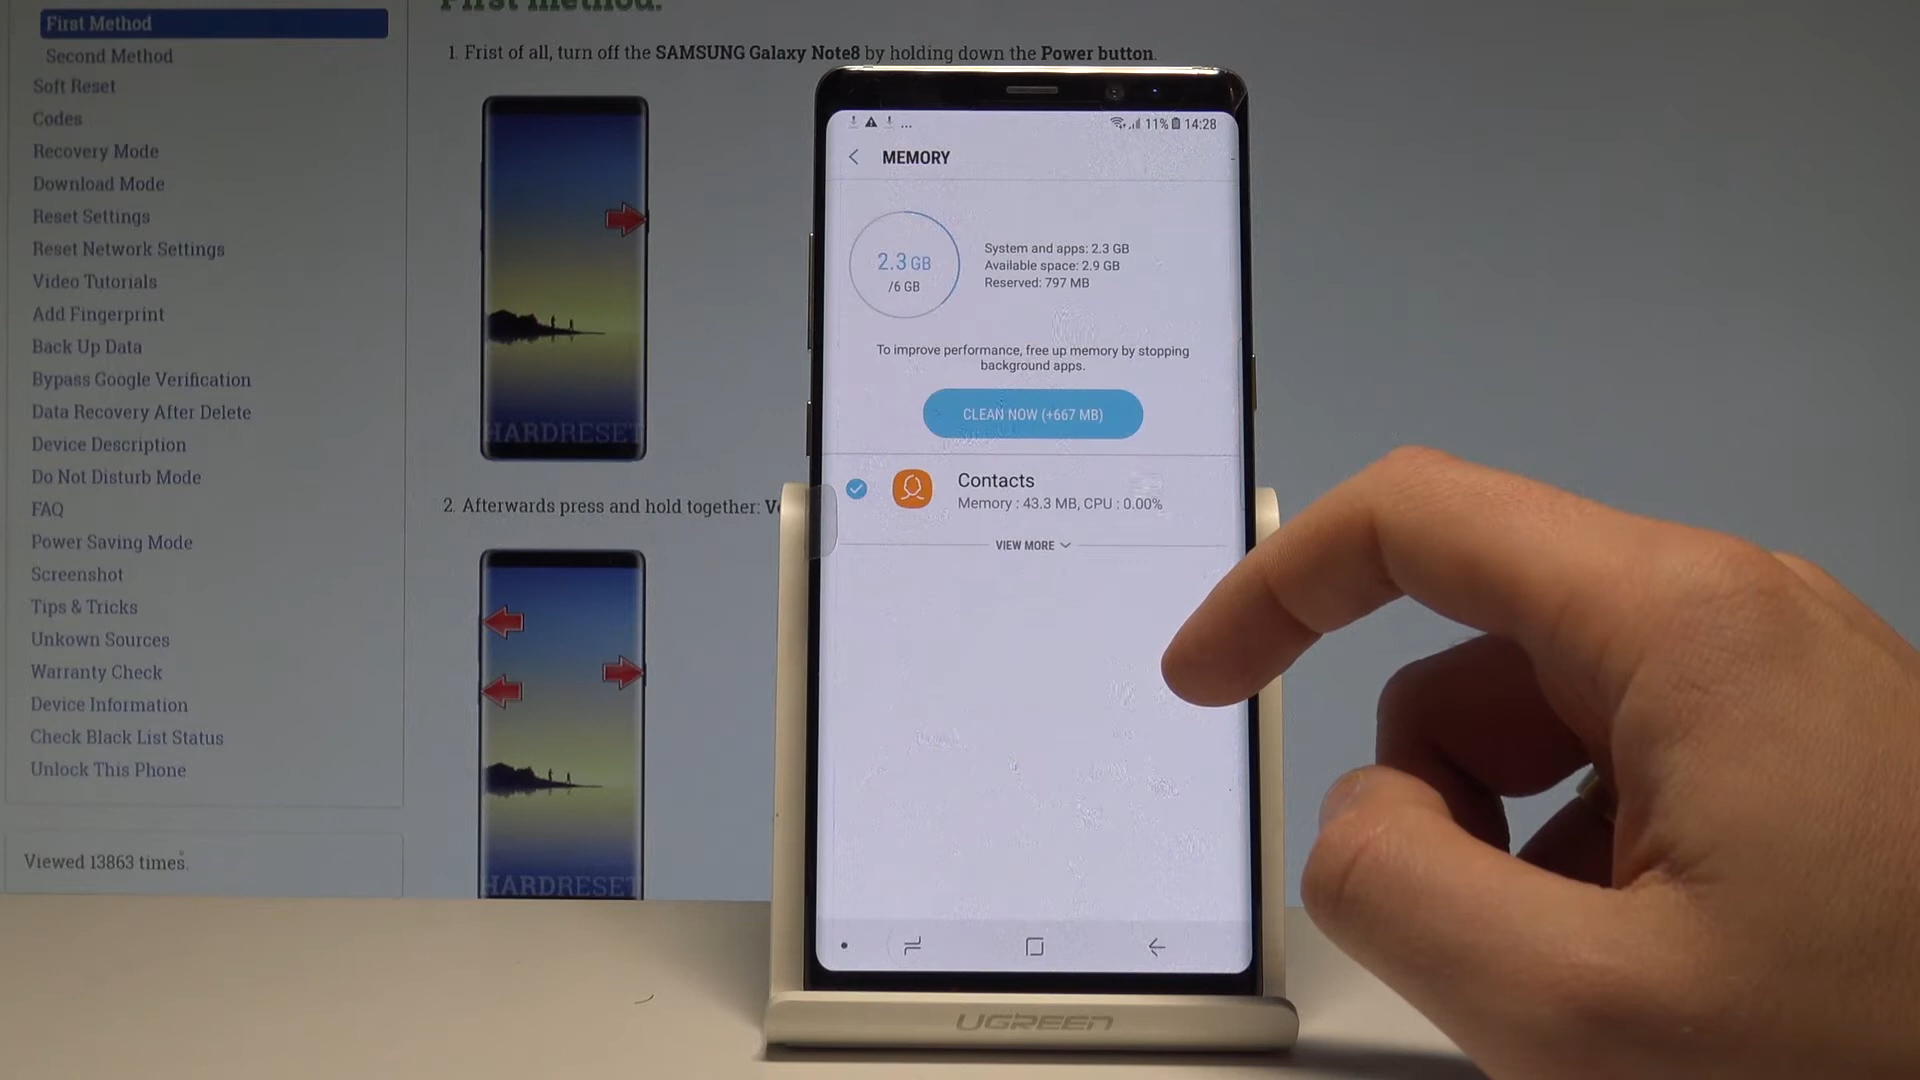 First Method
Second Method
Soft Reset
Codes
Recovery Mode
Download Mode
Reset Settings
Reset Network Settings
Video Tutorials
Add Fingerprint
Back Up Data
Bypass Google Verification
Data Recovery After Delete
Device Description
Do Not Disturb Mode
FAQ
Power Saving Mode
Screenshot
Tips & Tricks
Unkown Sources
Warranty Check
Device Information
Check Black List Status
Unlock This Phone
Viewed 13863 times.
First method:
1. Frist of all, turn off the SAMSUNG Galaxy Note8 by holding down the Power button.
HARDRESET
2. Afterwards press and hold together:
HARDRESET
... 11% 14:28
MEMORY
2.3 GB
/6 GB
System and apps: 2.3 GB
Available space: 2.9 GB
Reserved: 797 MB
To improve performance, free up memory by stopping
background apps.
CLEAN NOW (+667 MB)
Contacts
Memory : 43.3 MB, CPU : 0.00%
VIEW MORE
UGREEN